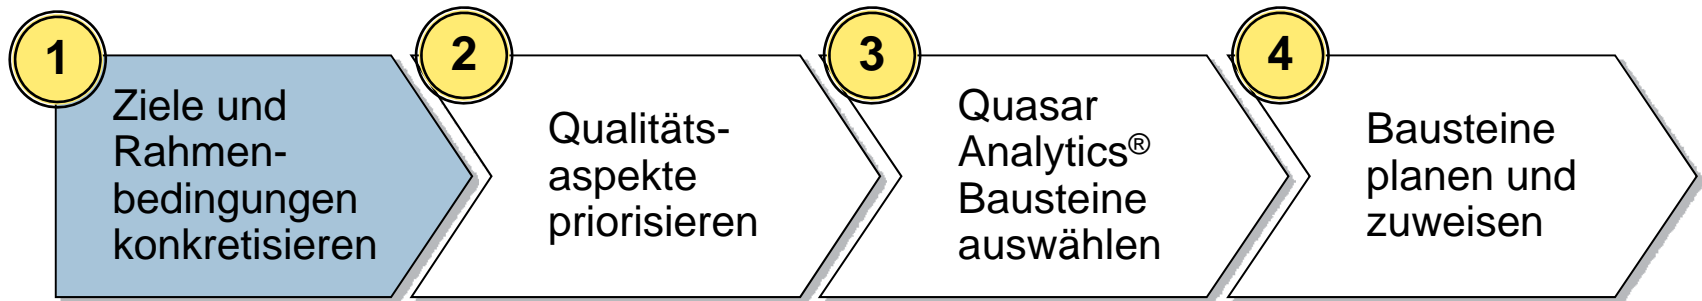 1
Ziele und
Rahmen-
bedingungen
konkretisieren
2
Qualitäts-
aspekte
priorisieren
3
Quasar
Analytics®
Bausteine
auswählen
4
Bausteine
planen und
zuweisen